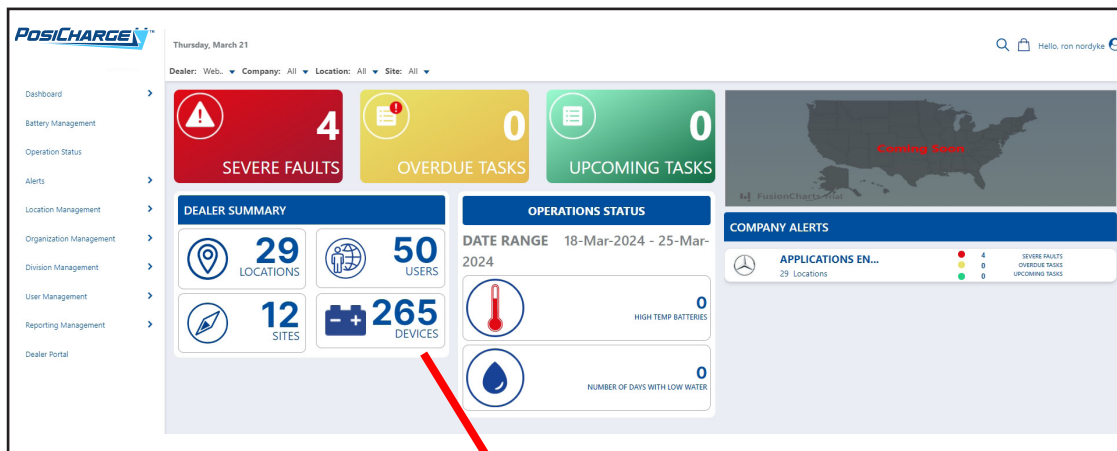 POSICHARGE™
Thursday, March 21
Hello, ron nordyke
Dealer: Web.. Company: All Location: All Site: All
Dashboard
Battery Management
Operation Status
Alerts
Location Management
Organization Management
Division Management
User Management
Reporting Management
Dealer Portal
4
SEVERE FAULTS
0
OVERDUE TASKS
0
UPCOMING TASKS
Coming Soon
FusionCharts Trial
DEALER SUMMARY
29
LOCATIONS
50
USERS
12
SITES
265
DEVICES
OPERATIONS STATUS
DATE RANGE 18-Mar-2024 - 25-Mar-
2024
0
HIGH TEMP BATTERIES
0
NUMBER OF DAYS WITH LOW WATER
COMPANY ALERTS
APPLICATIONS EN...
29 Locations
4 SEVERE FAULTS
0 OVERDUE TASKS
0 UPCOMING TASKS